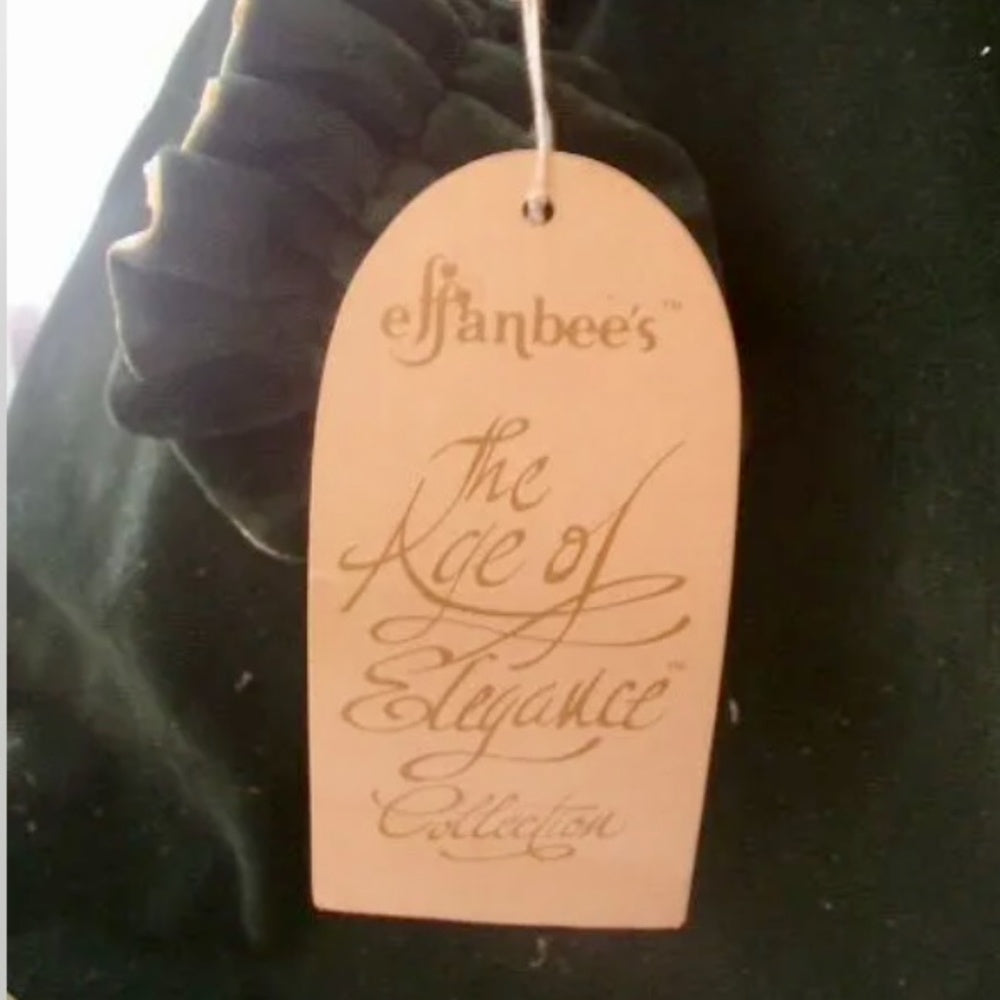 effanbee's™
The
Age of
Elegance™
Collection